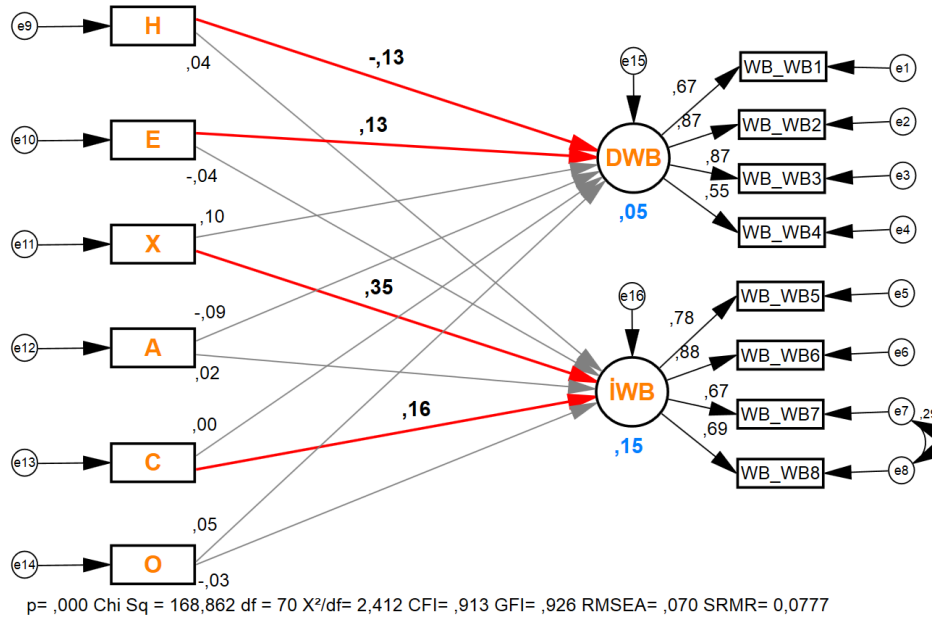 e9 H
-,13
,04
e15
WB_WB1 e1
,67
e10 E
,13
,87
WB_WB2 e2
-,04
DWB
,87
WB_WB3 e3
,55
,05
e11 X
,10
WB_WB4 e4
,35
e16
WB_WB5 e5
,78
-,09
e12 A
,02
,88
WB_WB6 e6
İWB
,67
WB_WB7 e7
,29
,16
,00
,69
,15
e13 C
WB_WB8 e8
,05
e14 O
-,03
p= ,000 Chi Sq = 168,862 df = 70 X²/df= 2,412 CFI= ,913 GFI= ,926 RMSEA= ,070 SRMR= 0,0777